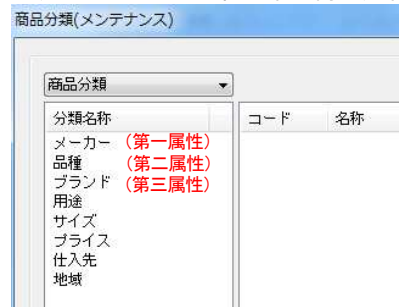 商品分類(メンテナンス)
商品分類
分類名称
コード 名称
メーカー (第一属性)
品種 (第二属性)
ブランド (第三属性)
用途
サイズ
プライス
仕入先
地域